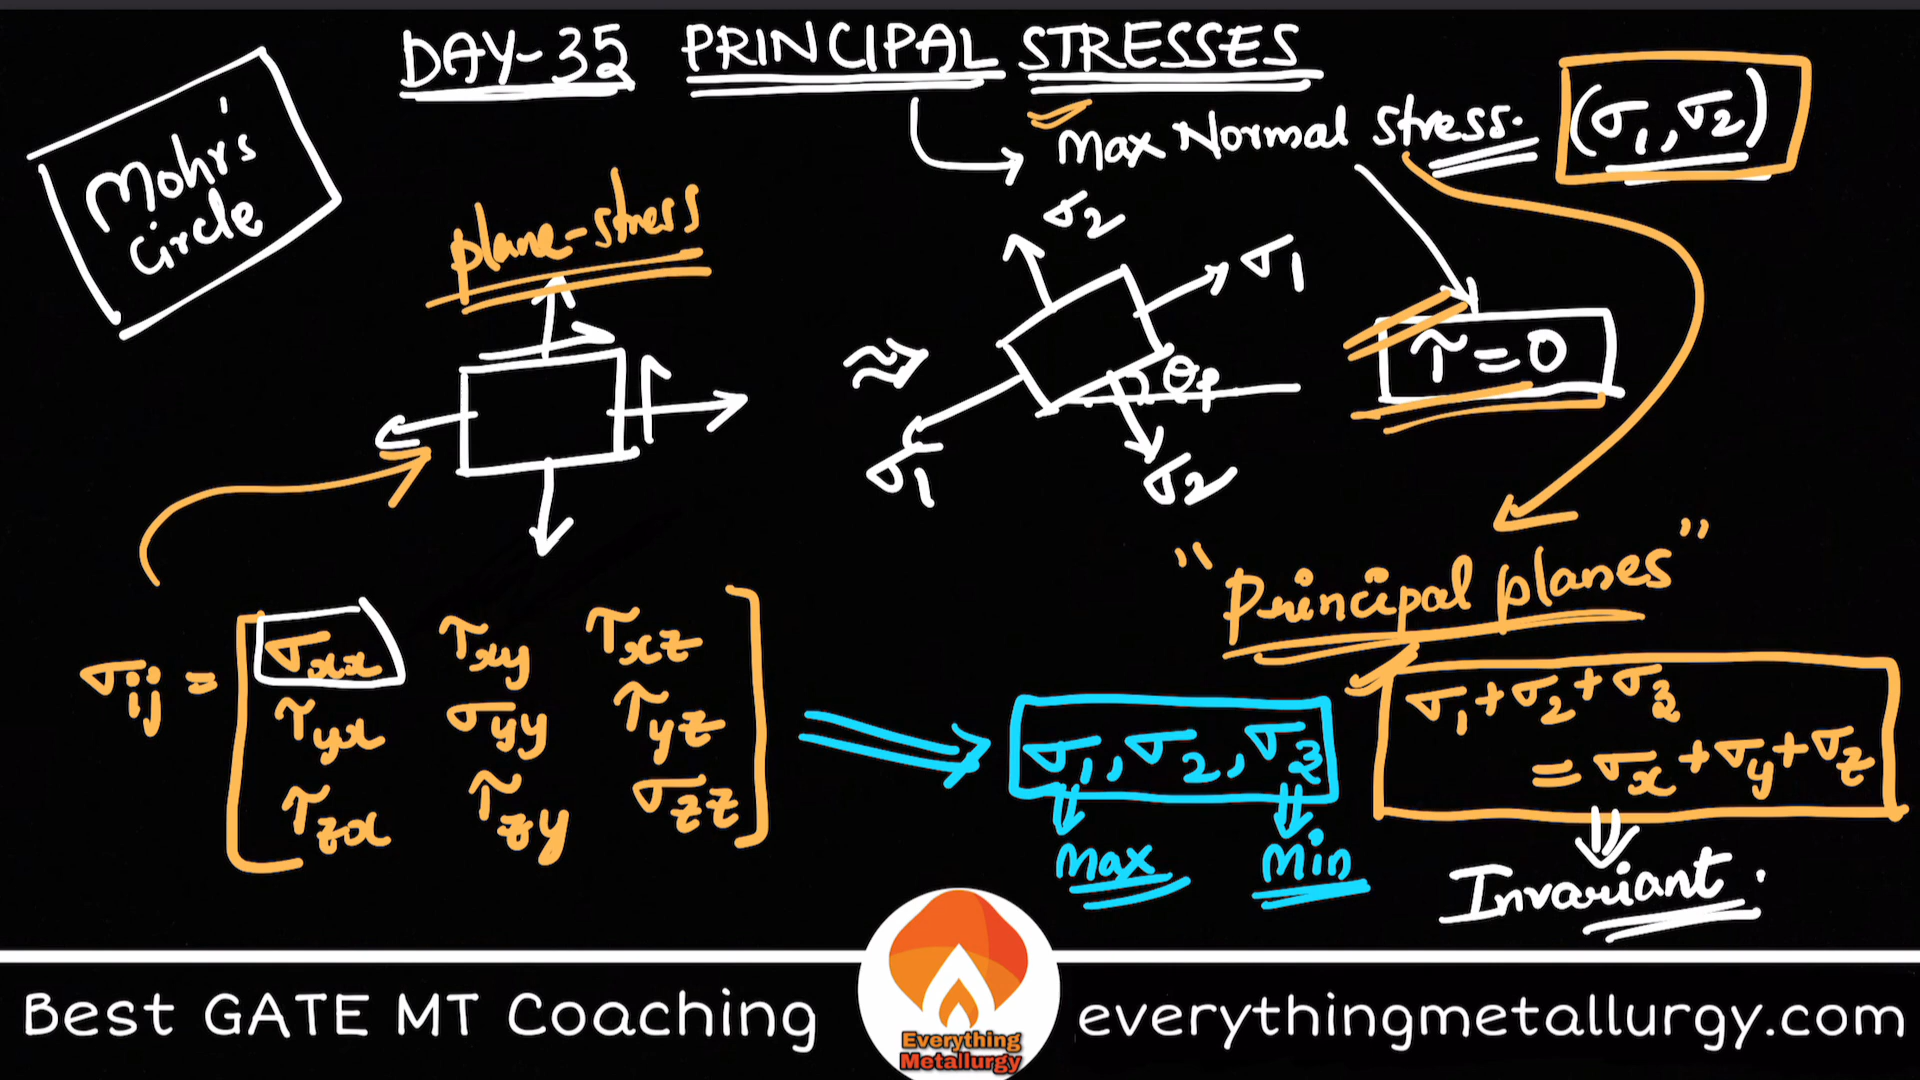 DAY-35 PRINCIPAL STRESSES
Max Normal stress. (σ1, σ2)
Mohr's
Circle
plane-stress
σ2
σ1
τ = 0
θp
σ1
σ2
"Principal planes"
σij = [σxx τxy τxz
τyx σyy τyz
τzx τzy σzz]
σ1, σ2, σ3
Max
Min
σ1+σ2+σ3
= σx+σy+σz
Invariant.
Best GATE MT Coaching
Everything
Metallurgy
everythingmetallurgy.com